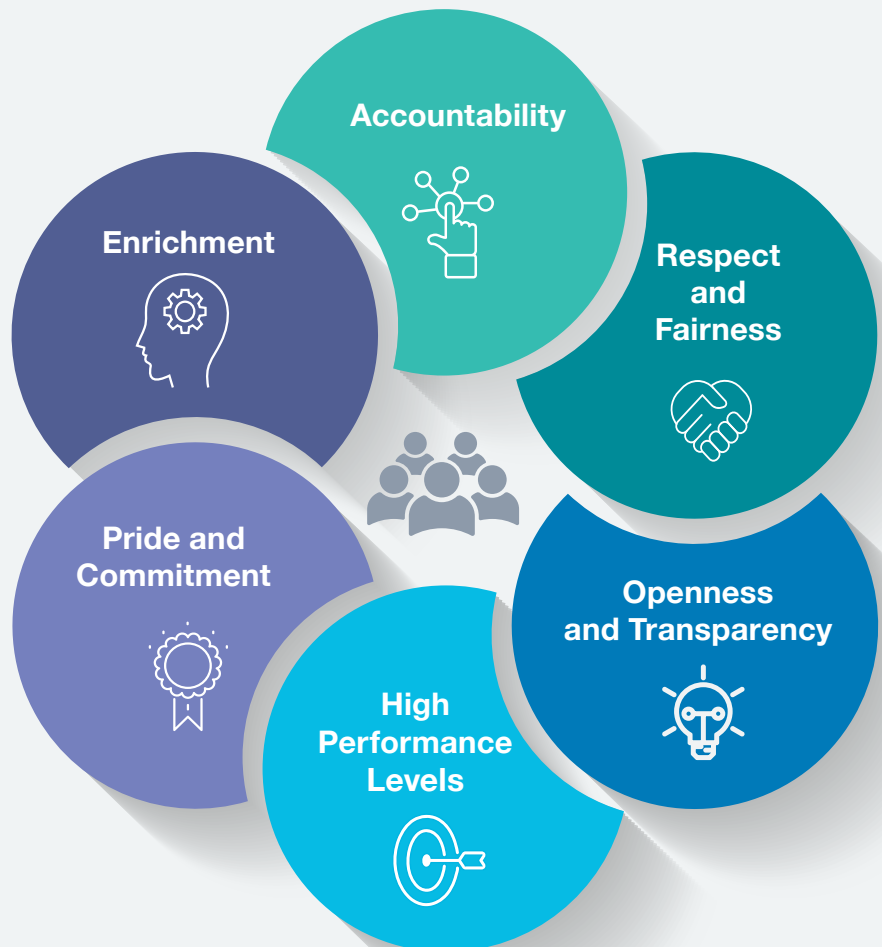 Accountability
Respect
and
Fairness
Openness
and Transparency
High
Performance
Levels
Pride and
Commitment
Enrichment